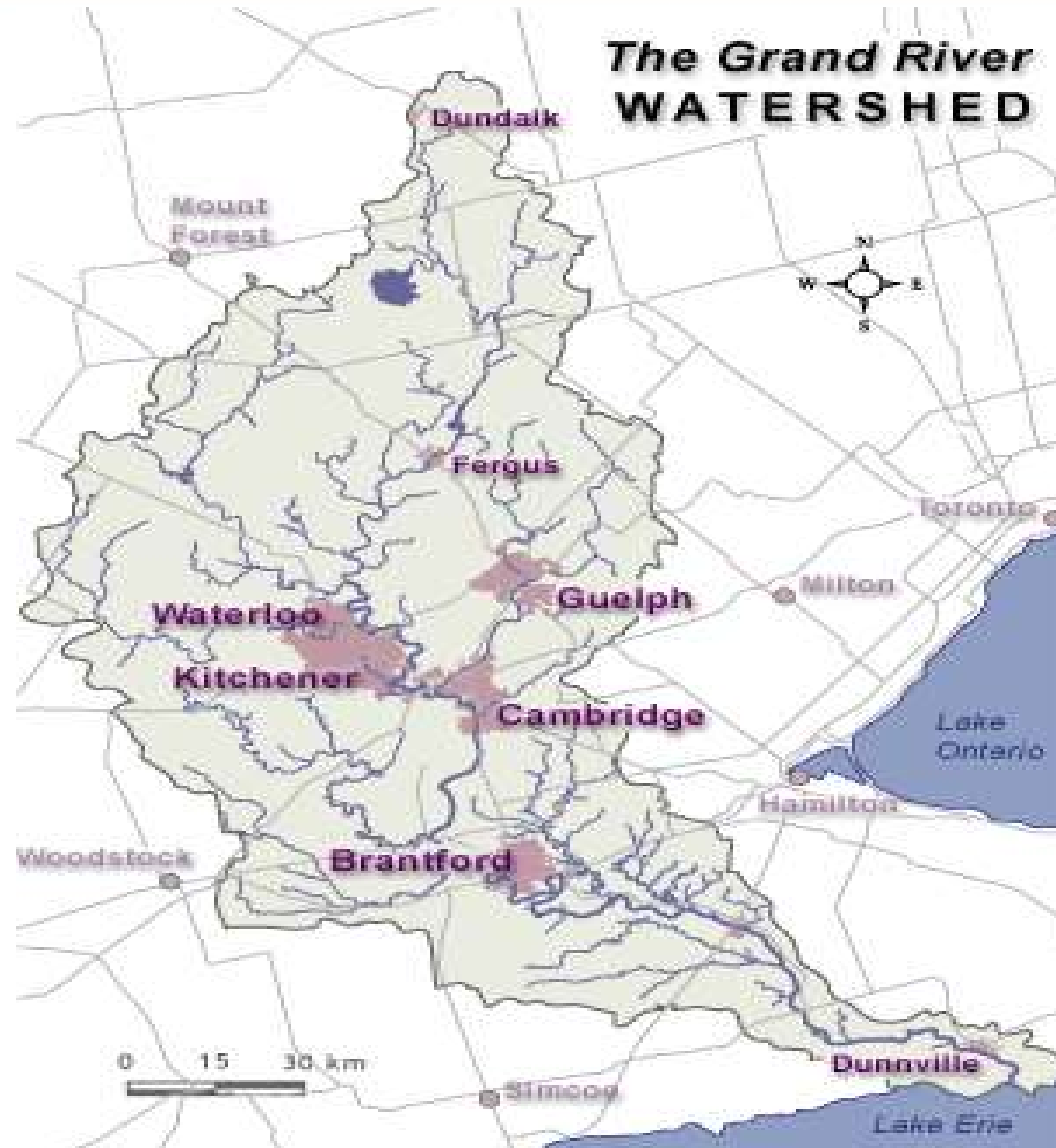 The Grand River
WATERSHED
Dundalk
Mount
Forest
N
W E
S
Fergus
Toronto
Milton
Guelph
Waterloo
Kitchener
Cambridge
Lake
Ontario
Hamilton
Woodstock
Brantford
0 15 30 km
Dunnville
Simcoe
Lake Erie